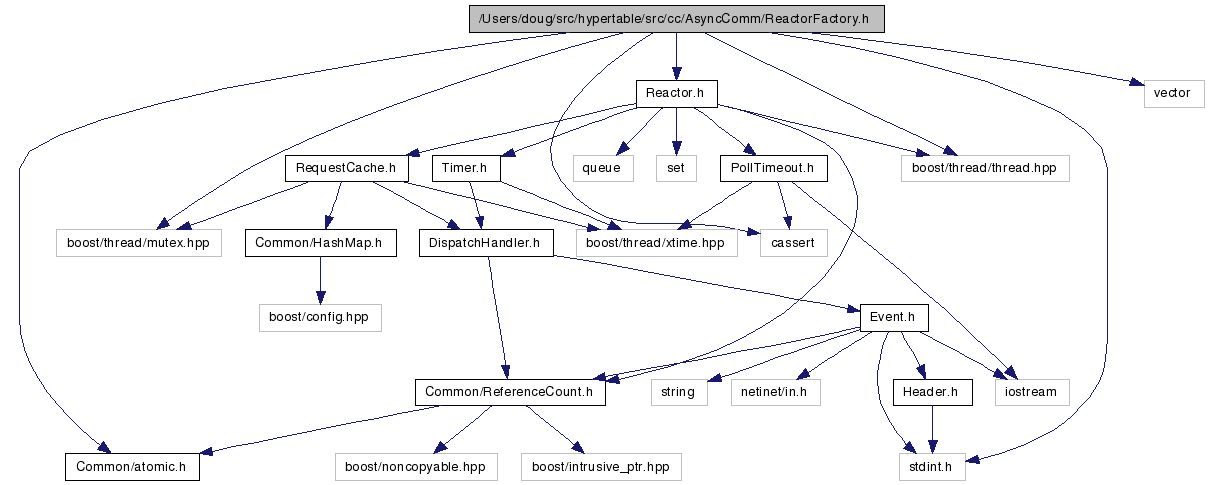 /Users/doug/src/hypertable/src/cc/AsyncComm/ReactorFactory.h
Reactor.h
vector
RequestCache.h
Timer.h
queue
set
PollTimeout.h
boost/thread/thread.hpp
boost/thread/mutex.hpp
Common/HashMap.h
DispatchHandler.h
boost/thread/xtime.hpp
cassert
boost/config.hpp
Event.h
Common/ReferenceCount.h
string
netinet/in.h
Header.h
iostream
Common/atomic.h
boost/noncopyable.hpp
boost/intrusive_ptr.hpp
stdint.h